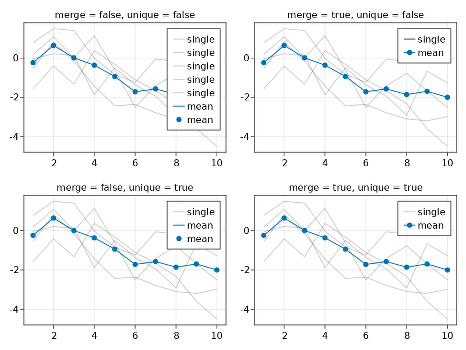 merge = false, unique = false
single
single
single
single
single
mean
mean
0
-2
-4
2
4
6
8
10
merge = true, unique = false
single
mean
0
-2
-4
2
4
6
8
10
merge = false, unique = true
single
mean
mean
0
-2
-4
2
4
6
8
10
merge = true, unique = true
single
mean
0
-2
-4
2
4
6
8
10